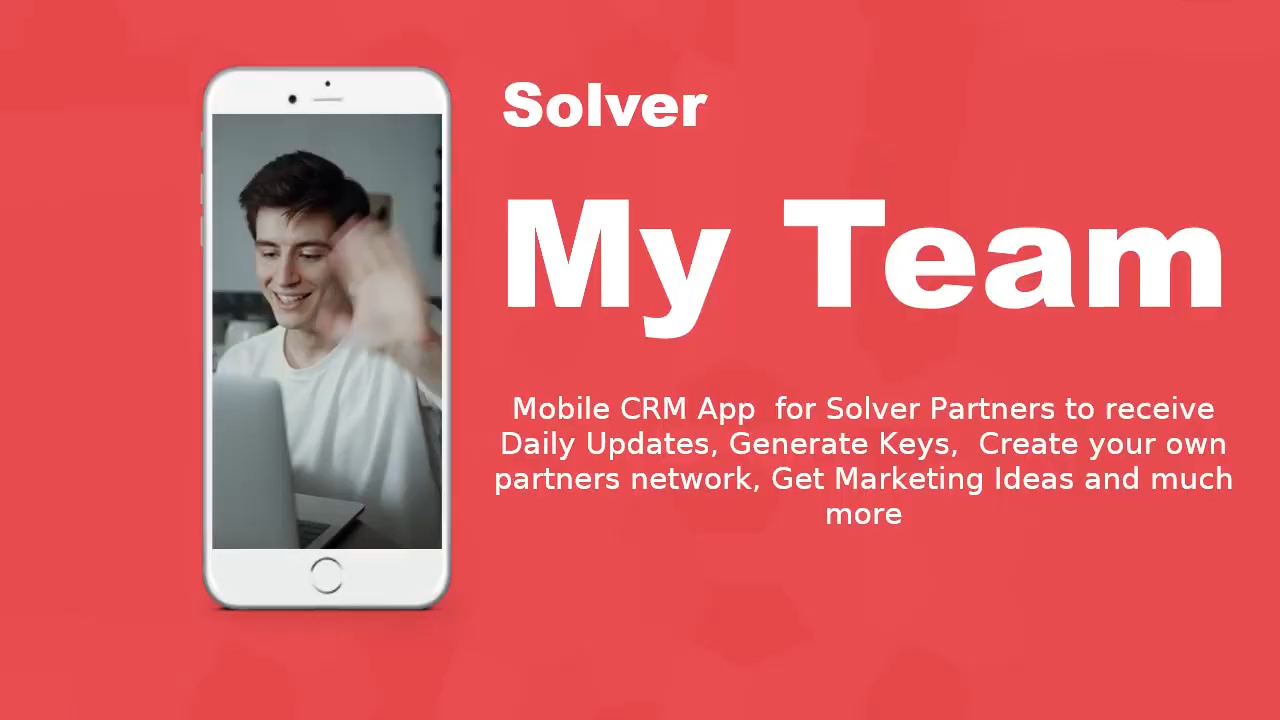 Solver
My Team
Mobile CRM App  for Solver Partners to receive
Daily Updates, Generate Keys,  Create your own
partners network, Get Marketing Ideas and much
more